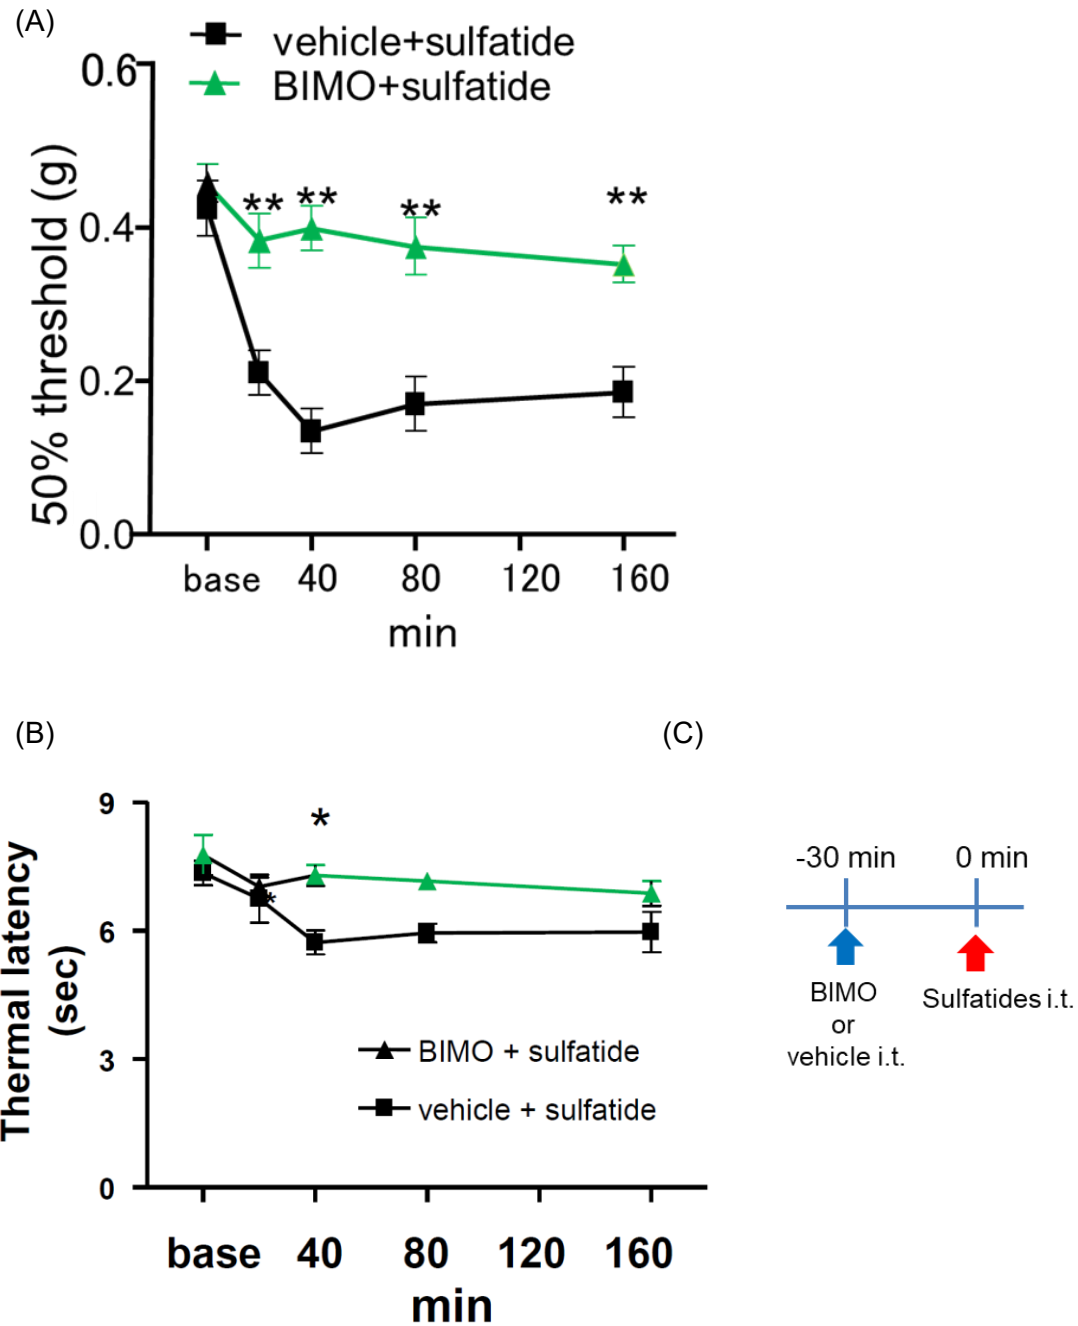 (A)
vehicle+sulfatide
BIMO+sulfatide
0.6
0.4
0.2
0.0
50% threshold (g)
** ** ** **
base 40 80 120 160
min
(B)
9
6
3
0
Thermal latency
(sec)
*
*
BIMO + sulfatide
vehicle + sulfatide
base 40 80 120 160
min
(C)
-30 min 0 min
BIMO
or
vehicle i.t.
Sulfatides i.t.